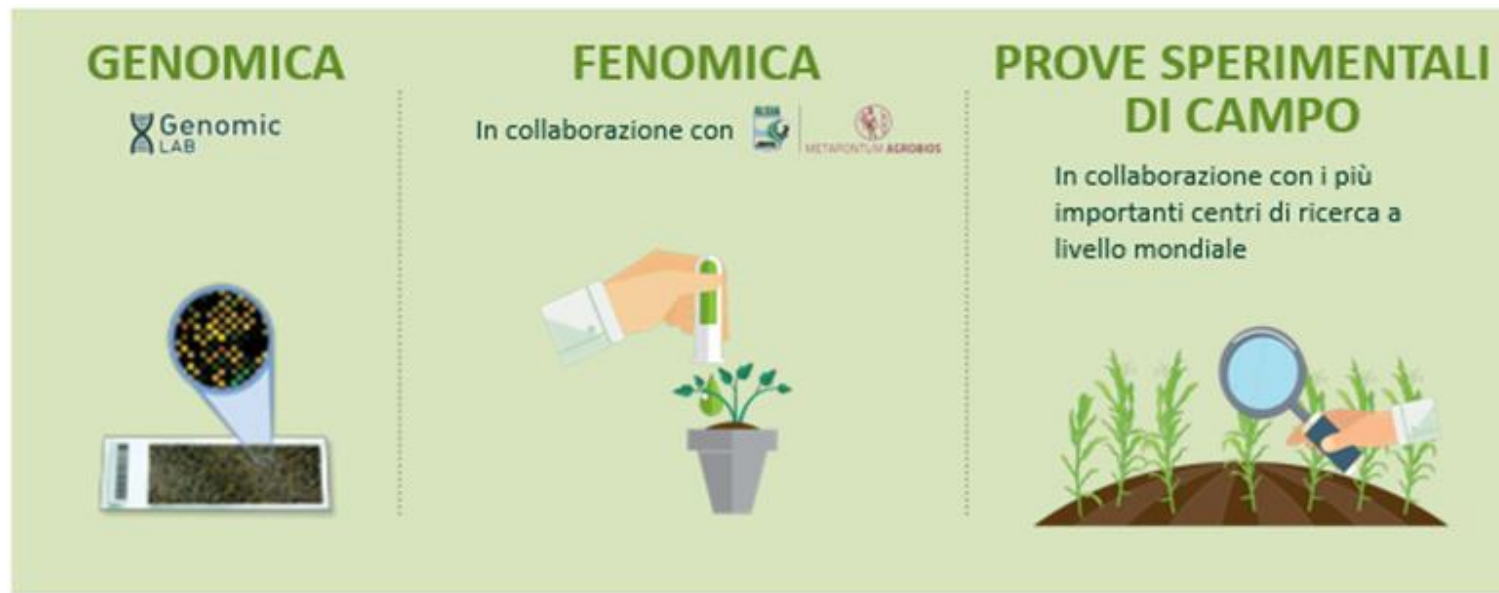 GENOMICA
Genomic
LAB
FENOMICA
In collaborazione con
ALSIA
METAPONTUM AGROBIOS
PROVE SPERIMENTALI
DI CAMPO
In collaborazione con i più
importanti centri di ricerca a
livello mondiale